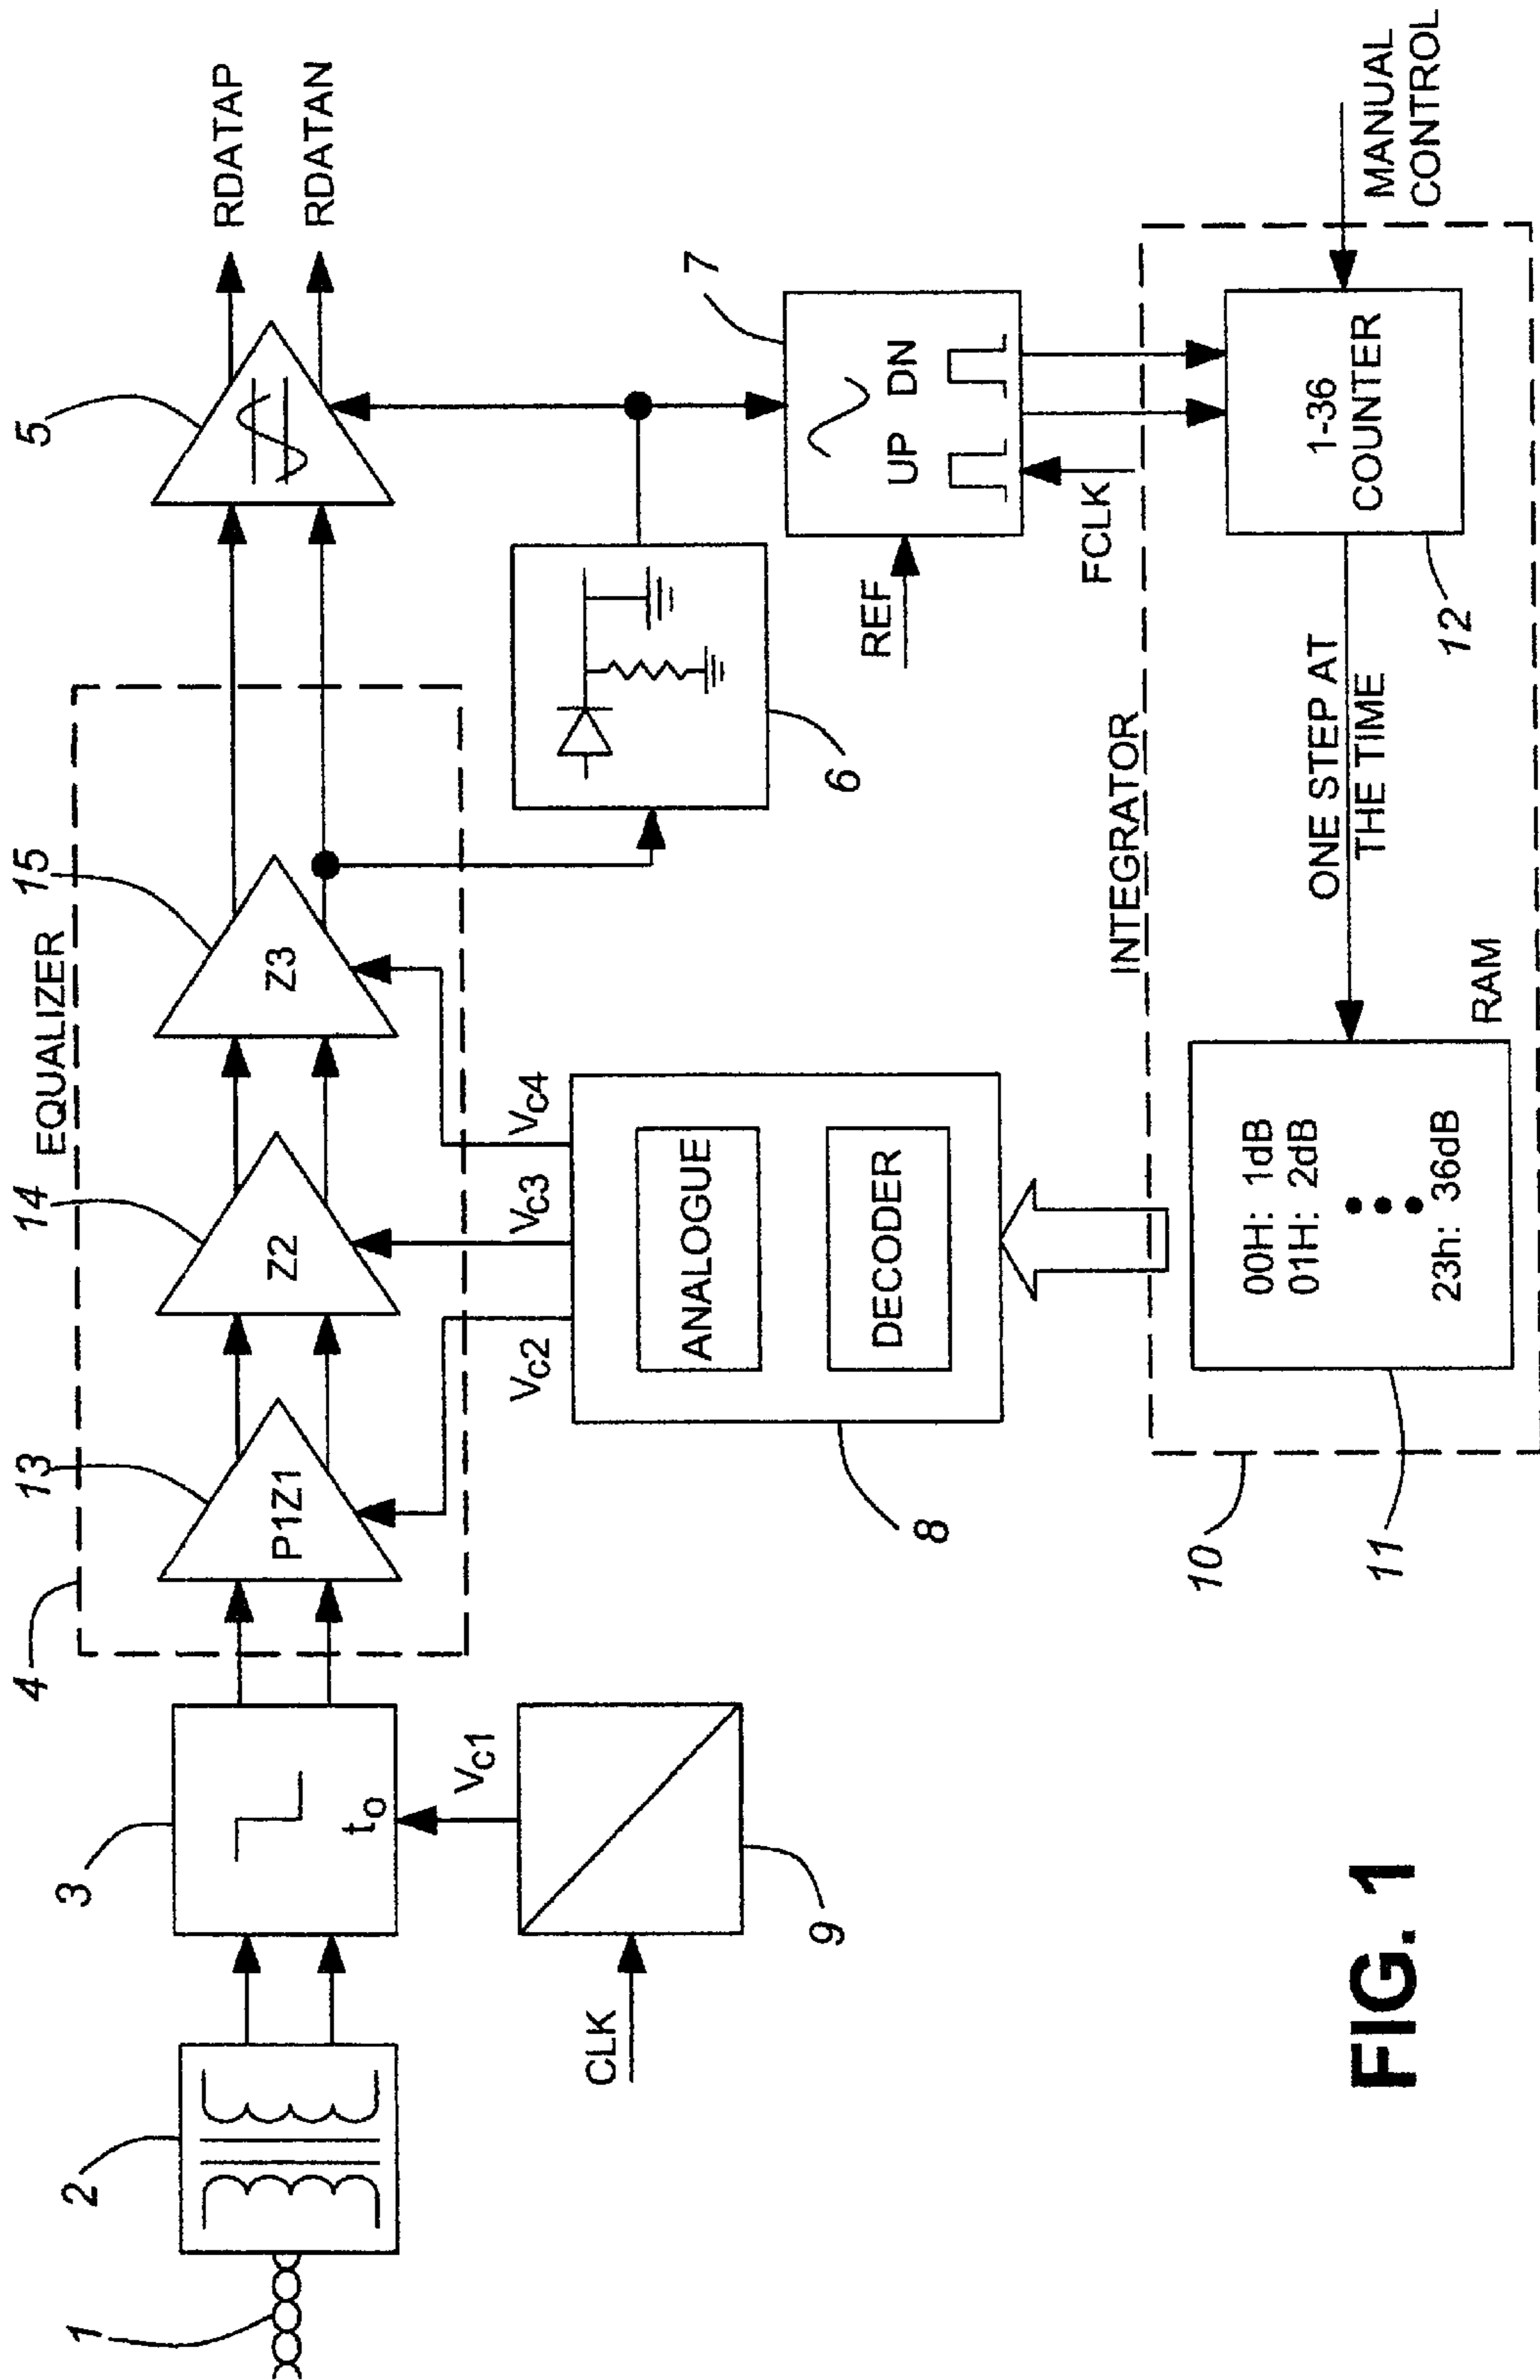 EQUALIZER
1
2
3
4
13
14
15
5
P1Z1
Z2
Z3
RDATAP
RDATAN
to
Vc1
CLK
9
Vc2
Vc3
Vc4
ANALOGUE
DECODER
8
6
7
UP DN
REF
FCLK
INTEGRATOR
10
00H: 1dB
01H: 2dB
23h: 36dB
RAM
11
ONE STEP AT
THE TIME
1-36
COUNTER
12
MANUAL
CONTROL
FIG. 1